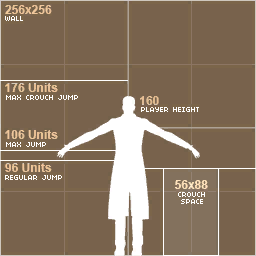 256x256
WALL
176 Units
MAX CROUCH JUMP
160
PLAYER HEIGHT
106 Units
MAX JUMP
96 Units
REGULAR JUMP
56x88
CROUCH
SPACE